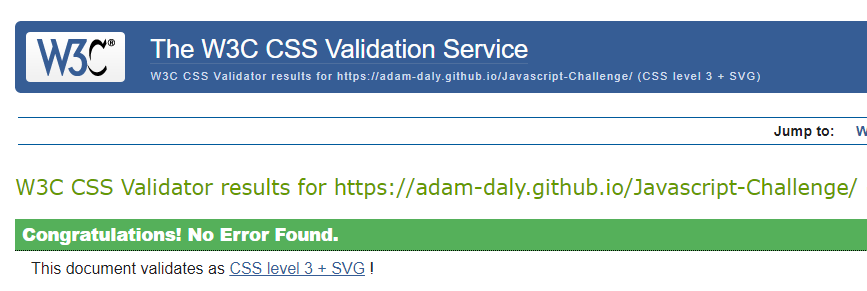 W3C®
The W3C CSS Validation Service
W3C CSS Validator results for https://adam-daly.github.io/Javascript-Challenge/ (CSS level 3 + SVG)
Jump to: W
W3C CSS Validator results for https://adam-daly.github.io/Javascript-Challenge/
Congratulations! No Error Found.
This document validates as CSS level 3 + SVG !